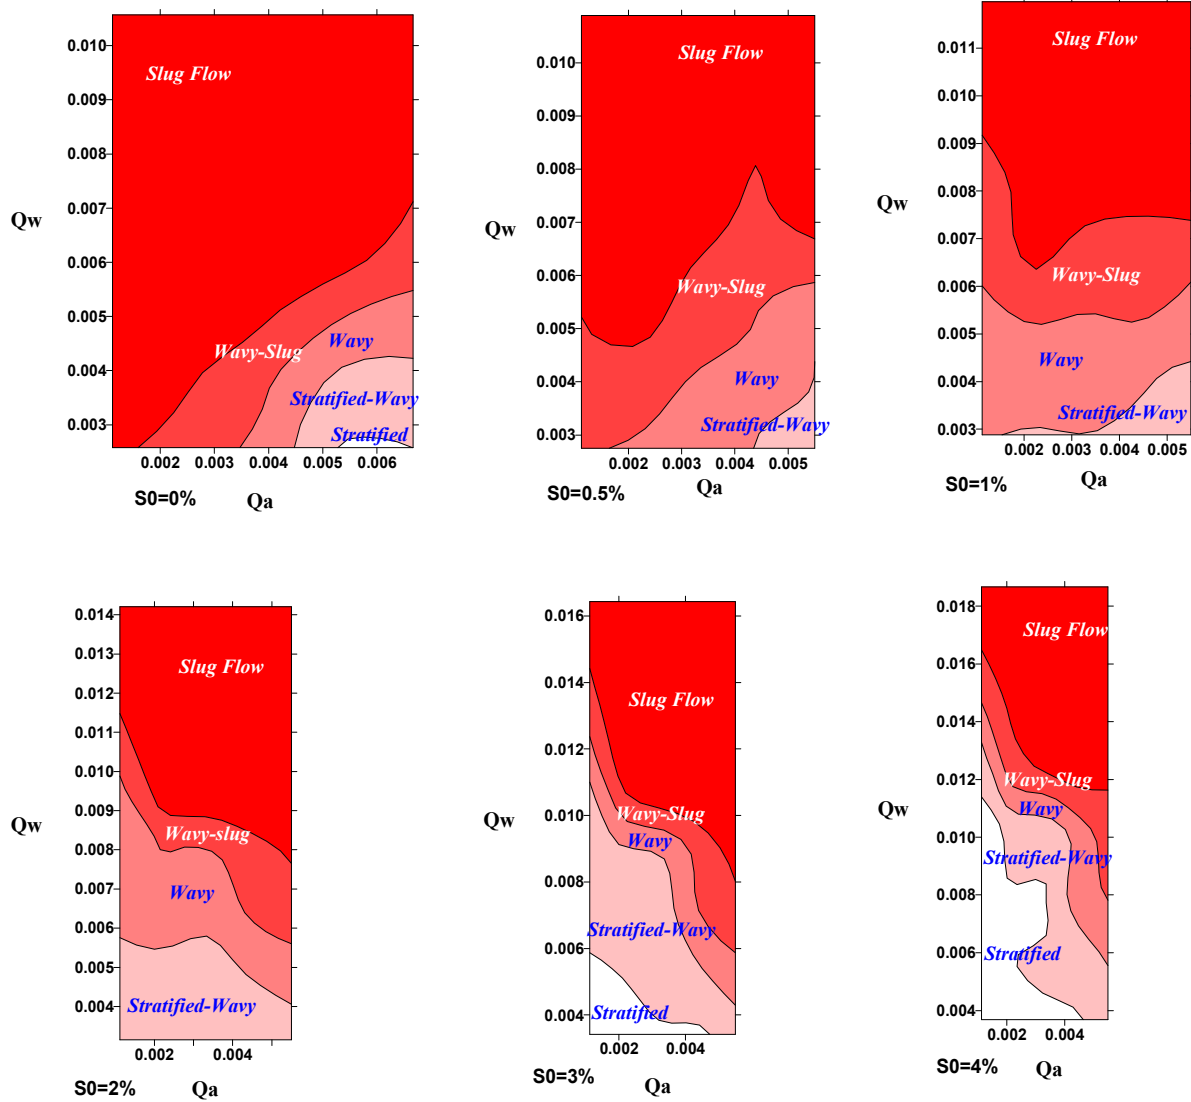 0.010
Slug Flow
0.009
0.008
0.007
Qw
0.006
0.005
Wavy
Wavy-Slug
0.004
Stratified-Wavy
0.003
Stratified
0.002 0.003 0.004 0.005 0.006
S0=0% Qa
0.010
Slug Flow
0.009
0.008
0.007
Qw
0.006
Wavy-Slug
0.005
0.004
Wavy
0.003
Stratified-Wavy
0.002 0.003 0.004 0.005
S0=0.5% Qa
0.011
Slug Flow
0.010
0.009
0.008
Qw
0.007
Wavy-Slug
0.006
0.005
Wavy
0.004
Stratified-Wavy
0.003
0.002 0.003 0.004 0.005
S0=1% Qa
0.014
0.013
Slug Flow
0.012
0.011
0.010
0.009
Qw
Wavy-slug
0.008
0.007
Wavy
0.006
0.005
0.004
Stratified-Wavy
0.002 0.004
S0=2% Qa
0.016
0.014
Slug Flow
0.012
0.010
Wavy-Slug
Qw
Wavy
0.008
0.006
Stratified-Wavy
0.004
Stratified
0.002 0.004
S0=3% Qa
0.018
Slug Flow
0.016
0.014
0.012
Wavy-Slug
Qw
Wavy
0.010
Stratified-Wavy
0.008
0.006
Stratified
0.004
0.002 0.004
S0=4% Qa